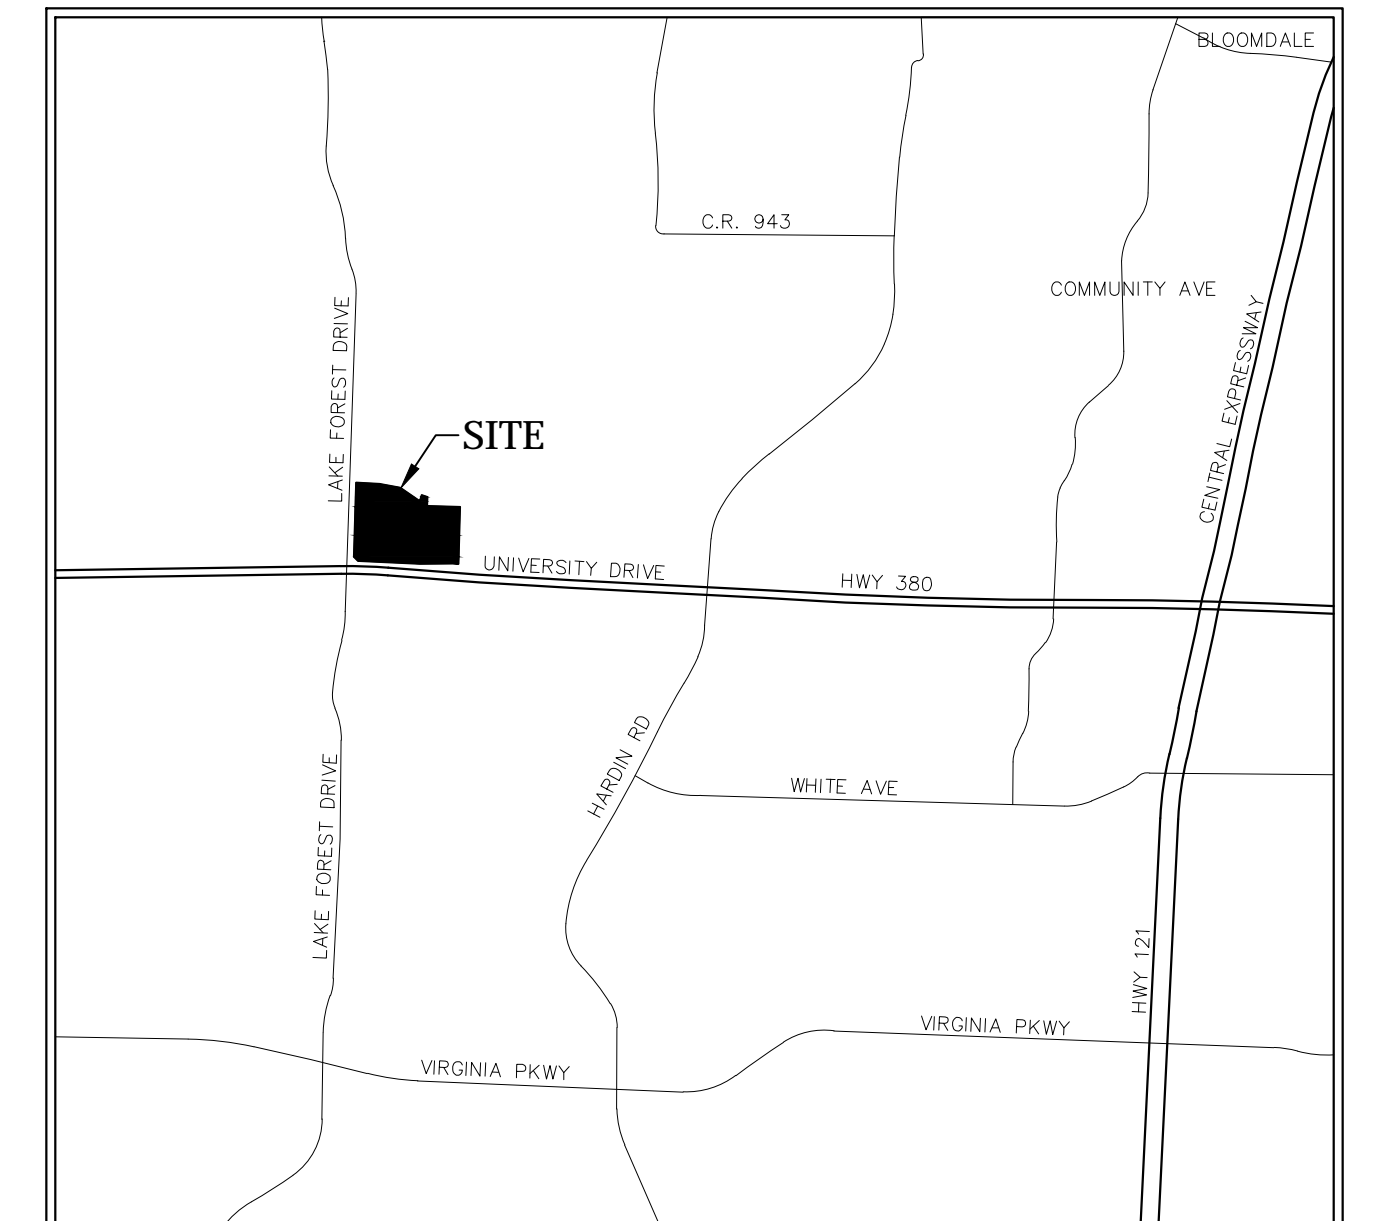 BLOOMDALE
C.R. 943
COMMUNITY AVE
LAKE FOREST DRIVE
CENTRAL EXPRESSWAY
SITE
UNIVERSITY DRIVE
HWY 380
HARDIN RD
WHITE AVE
LAKE FOREST DRIVE
HWY 121
VIRGINIA PKWY
VIRGINIA PKWY